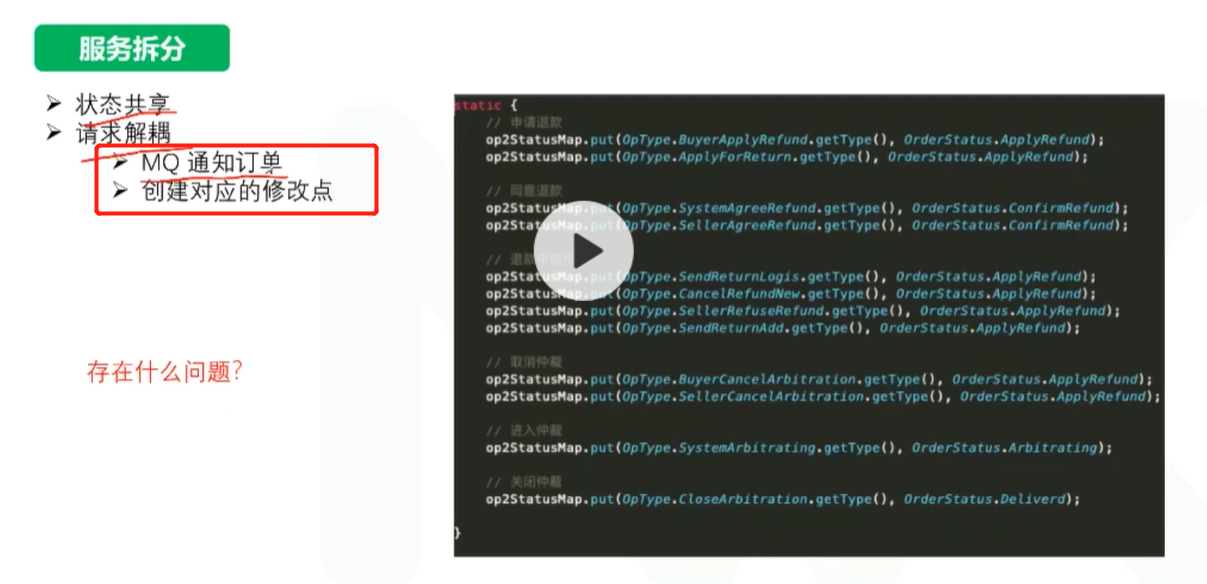 服务拆分
状态共享
请求解耦
MQ 通知订单
创建对应的修改点
存在什么问题？
static {
// 申请退款
op2StatusMap.put(OpType.BuyerApplyRefund.getType(), OrderStatus.ApplyRefund);
op2StatusMap.put(OpType.ApplyForReturn.getType(), OrderStatus.ApplyRefund);
// 同意退款
op2StatusMap.put(OpType.SystemAgreeRefund.getType(), OrderStatus.ConfirmRefund);
op2StatusMap.put(OpType.SellerAgreeRefund.getType(), OrderStatus.ConfirmRefund);
// 退款
op2StatusMap.put(OpType.SendReturnLogis.getType(), OrderStatus.ApplyRefund);
op2StatusMap.put(OpType.CancelRefundNew.getType(), OrderStatus.ApplyRefund);
op2StatusMap.put(OpType.SellerRefuseRefund.getType(), OrderStatus.ApplyRefund);
op2StatusMap.put(OpType.SendReturnAdd.getType(), OrderStatus.ApplyRefund);
// 取消仲裁
op2StatusMap.put(OpType.BuyerCancelArbitration.getType(), OrderStatus.ApplyRefund);
op2StatusMap.put(OpType.SellerCancelArbitration.getType(), OrderStatus.ApplyRefund);
// 进入仲裁
op2StatusMap.put(OpType.SystemArbitrating.getType(), OrderStatus.Arbitrating);
// 关闭仲裁
op2StatusMap.put(OpType.CloseArbitration.getType(), OrderStatus.Deliverd);
}